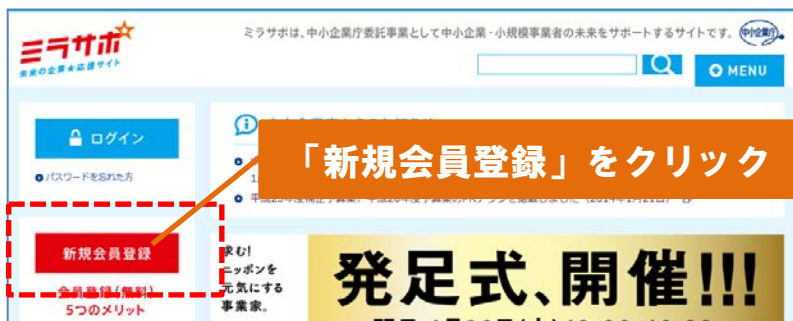 ミラサポ
未来の企業★応援サイト
ミラサポは、中小企業庁委託事業として中小企業・小規模事業者の未来をサポートするサイトです。
中小企業庁
MENU
ログイン
パスワードを忘れた方
「新規会員登録」をクリック
新規会員登録
会員登録(無料)
5つのメリット
求む!
ニッポンを
元気にする
事業家。
発足式、開催!!!